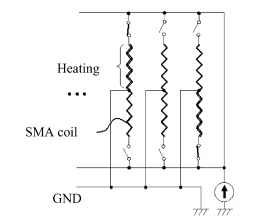 Heating
...
SMA coil
GND